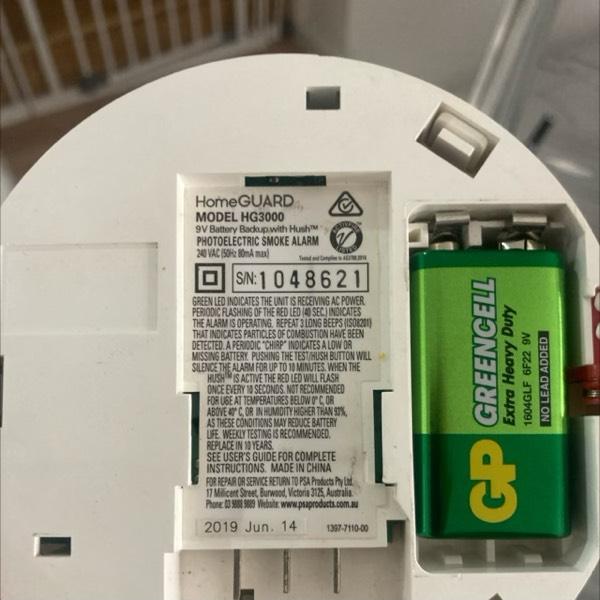 HomeGUARD
MODEL HG3000
9V Battery Backup with Hush™
PHOTOELECTRIC SMOKE ALARM
240 VAC (50Hz 80mA max)
Tested and Complies to AS3786:2014
S/N: 1048621
GREEN LED INDICATES THE UNIT IS RECEIVING AC POWER.
PERIODIC FLASHING OF THE RED LED (40 SEC) INDICATES
THE ALARM IS OPERATING. REPEAT 3 LONG BEEPS (ISO8201)
THAT INDICATES PARTICLES OF COMBUSTION HAVE BEEN
DETECTED. A PERIODIC "CHIRP" INDICATES A LOW OR
MISSING BATTERY. PUSHING THE TEST/HUSH BUTTON WILL
SILENCE THE ALARM FOR UP TO 10 MINUTES. WHEN THE
HUSH™ IS ACTIVE THE RED LED WILL FLASH
ONCE EVERY 10 SECONDS. NOT RECOMMENDED
FOR USE AT TEMPERATURES BELOW 0° C, OR
ABOVE 40° C, OR IN HUMIDITY HIGHER THAN 93%,
AS THESE CONDITIONS MAY REDUCE BATTERY
LIFE. WEEKLY TESTING IS RECOMMENDED.
REPLACE IN 10 YEARS.
SEE USER'S GUIDE FOR COMPLETE
INSTRUCTIONS. MADE IN CHINA
FOR REPAIR OR SERVICE RETURN TO PSA Products Pty Ltd.
17 Millicent Street, Burwood, Victoria 3125, Australia.
Phone: 03 9888 9889 Website: www.psaproducts.com.au
2019 Jun. 14
1397-7110-00
GP GREENCELL
Extra Heavy Duty
1604GLF 6F22 9V
NO LEAD ADDED